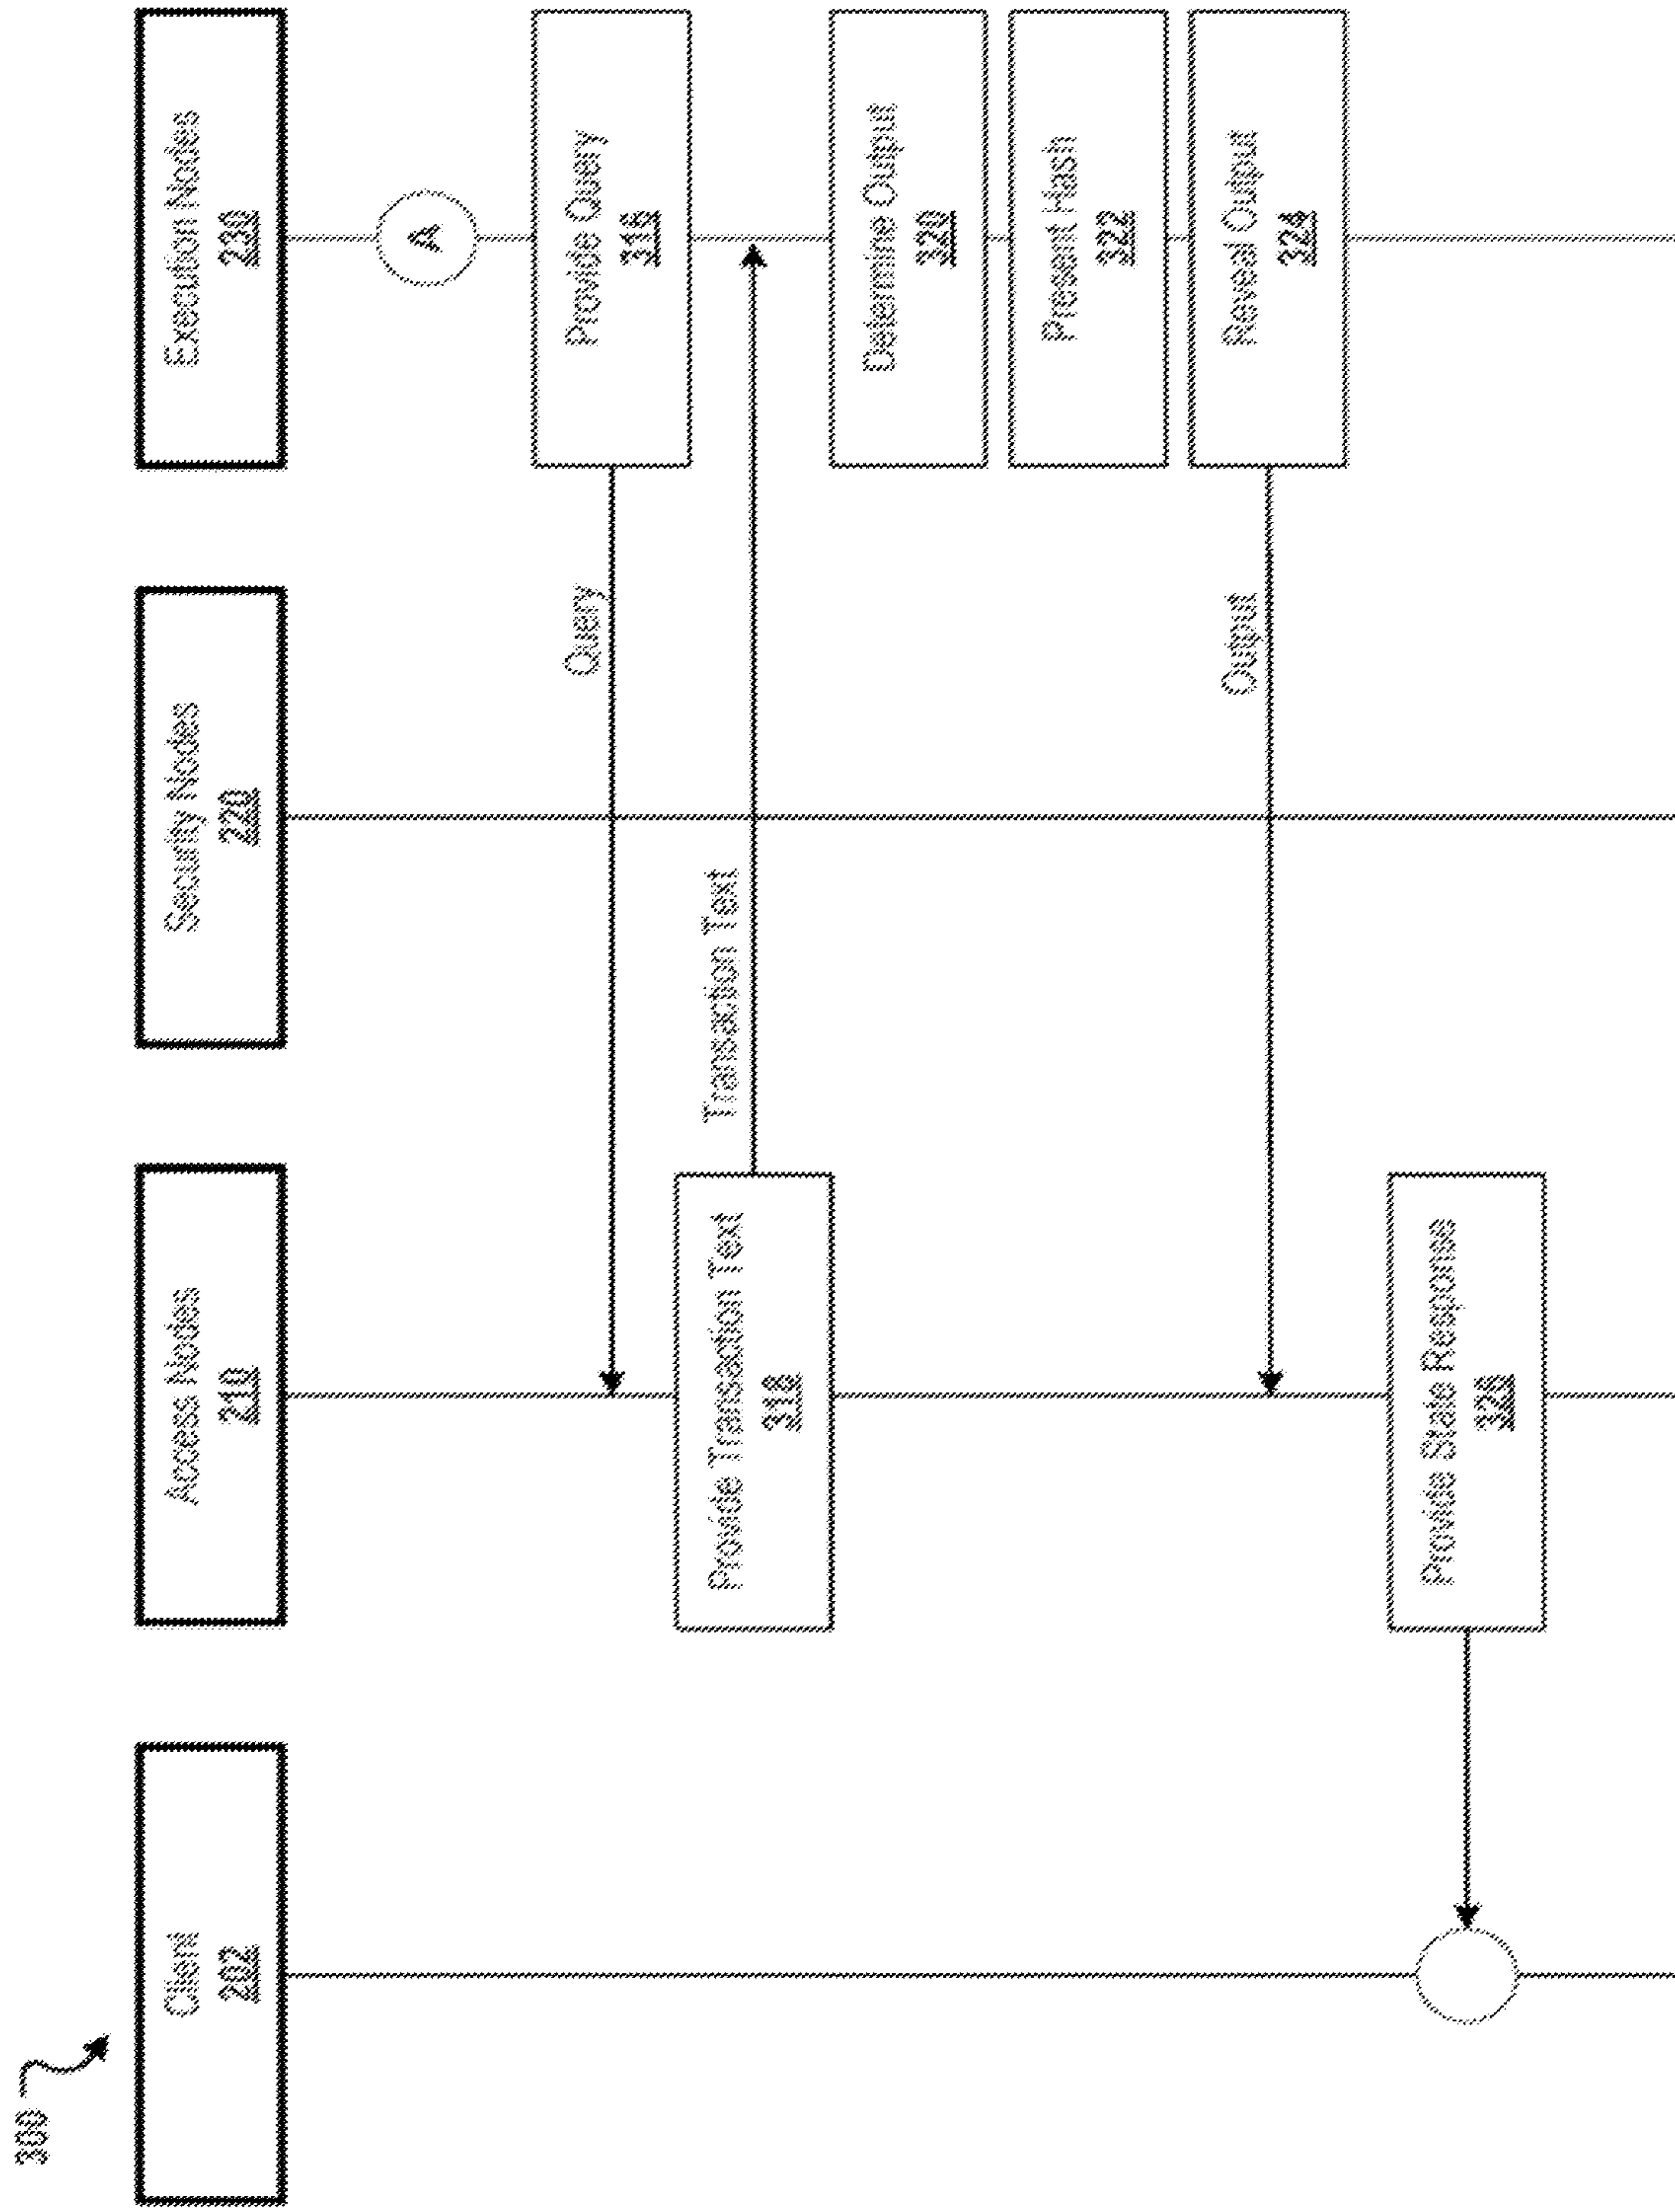 300
Client
202
Access Nodes
210
Security Nodes
220
Execution Nodes
230
A
Provide Query
316
Query
Provide Transaction Text
318
Transaction Text
Determine Output
320
Present Hash
322
Reveal Output
324
Output
Provide State Response
326